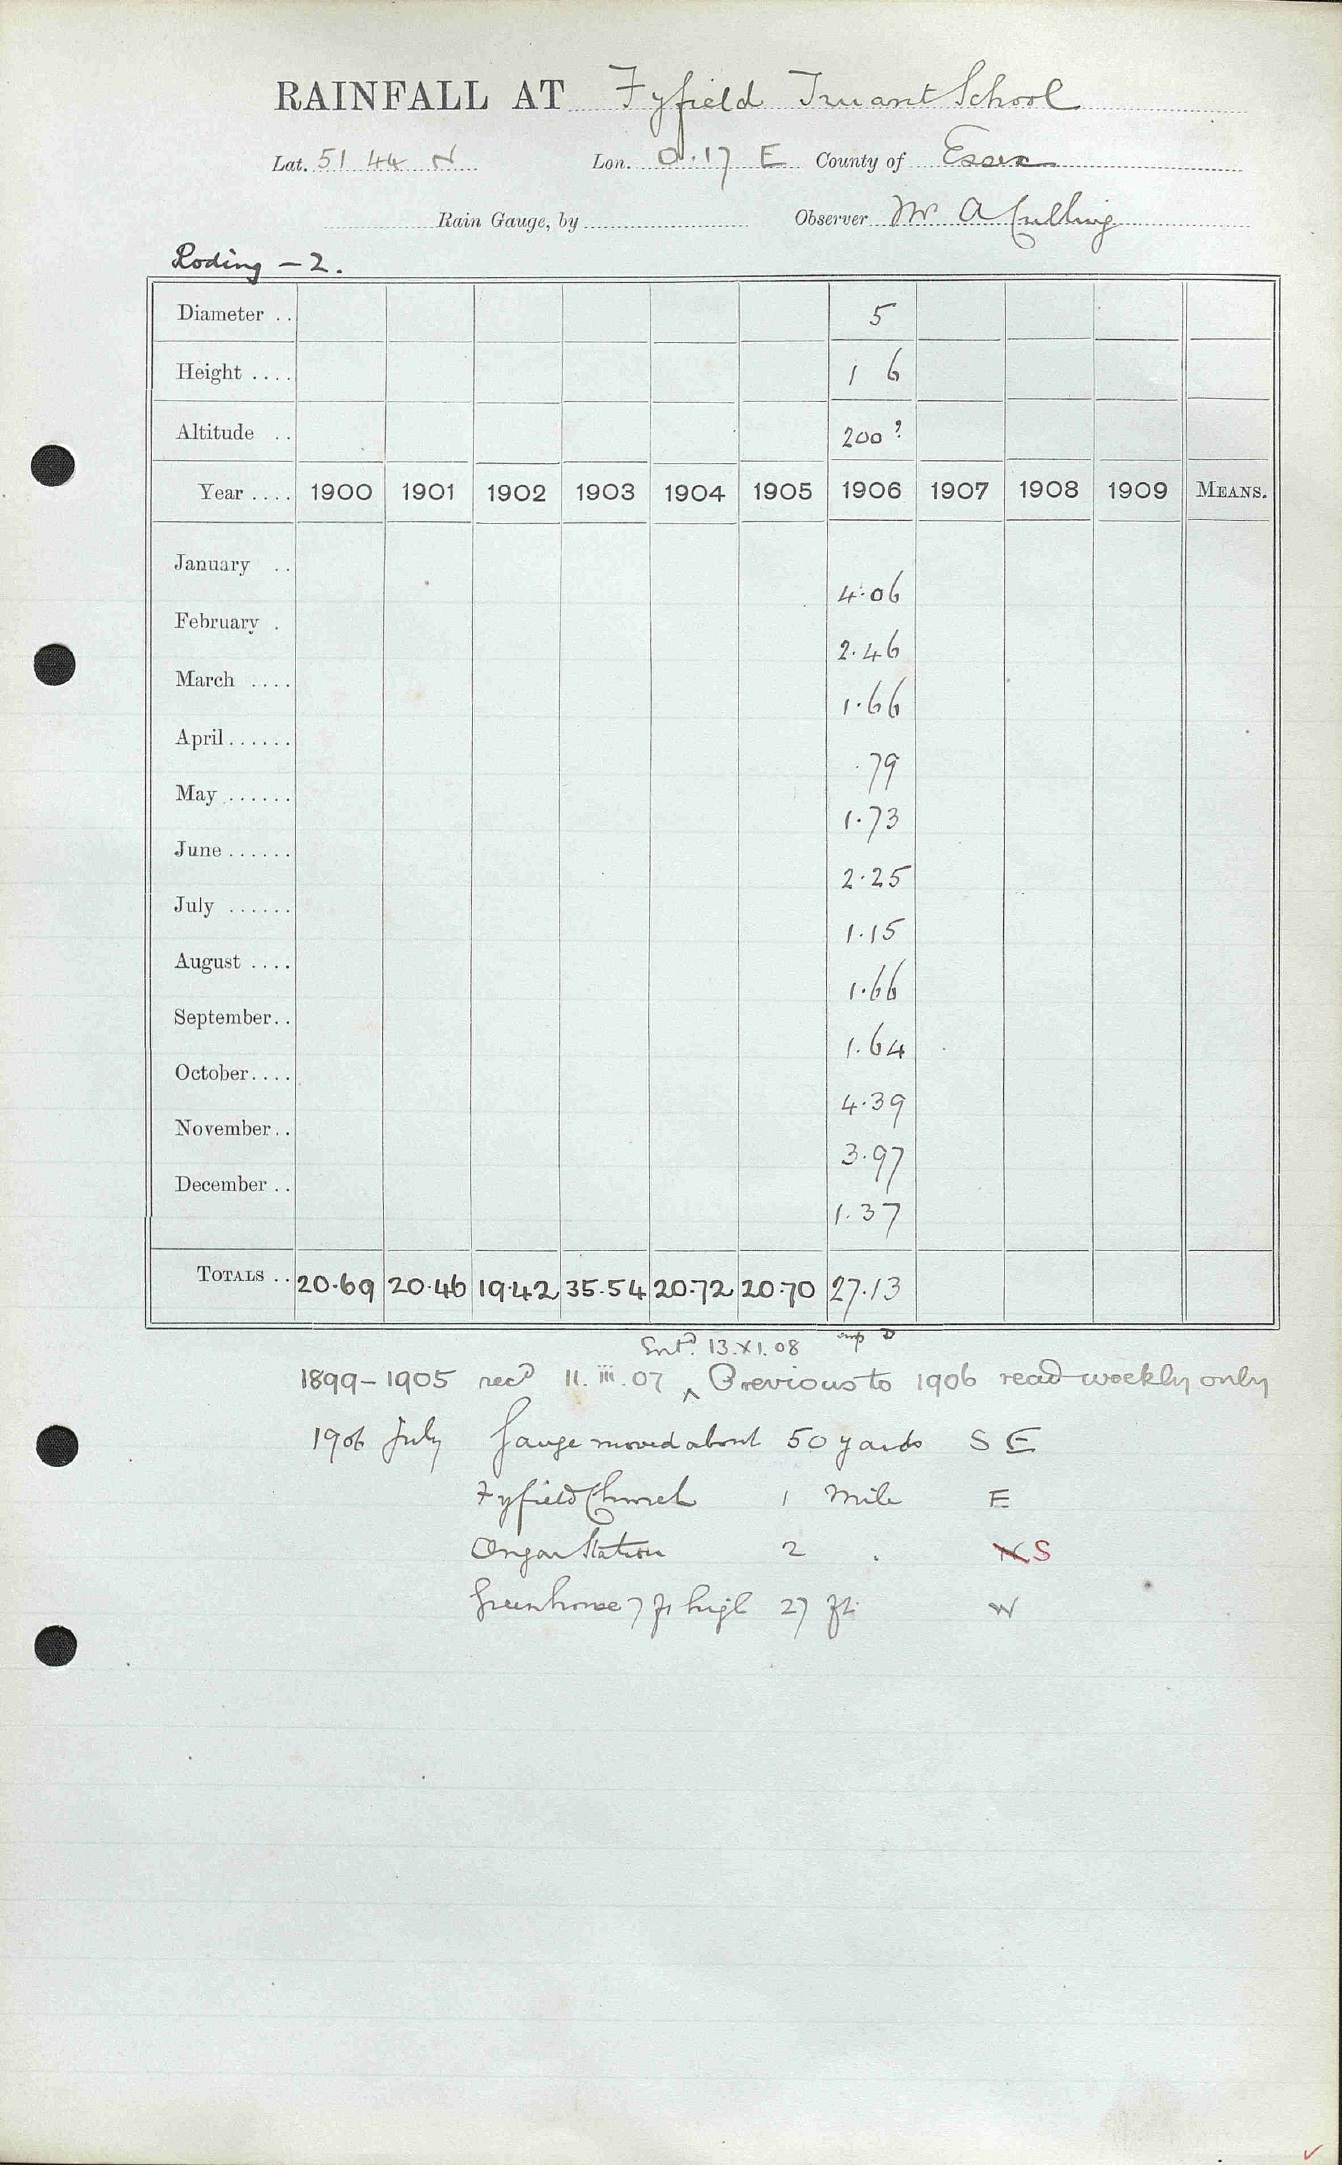 RAINFALL AT Fyfield Truant School
Lat. 51 44 N Lon. 0.17 E County of Essex
Rain Gauge, by Observer Mr A Culling
Roding - 2.
Diameter .. 5
Height .... 1 6
Altitude .. 200?
Year .... 1900 1901 1902 1903 1904 1905 1906 1907 1908 1909 MEANS.
January .. 4.06
February . 2.46
March .... 1.66
April ...... .79
May ...... 1.73
June ...... 2.25
July ...... 1.15
August .... 1.66
September .. 1.64
October .... 4.39
November .. 3.97
December .. 1.37
TOTALS .. 20.69 20.46 19.42 35.54 20.72 20.70 27.13
Entd. 13.XI.08
1899-1905 recd 11.iii.07 Previous to 1906 read weekly only
1906 July Gauge moved about 50 yards S E
Fyfield Church 1 Mile E
Ongar Station 2 . N S
Greenhouse 7 ft high 27 ft. W